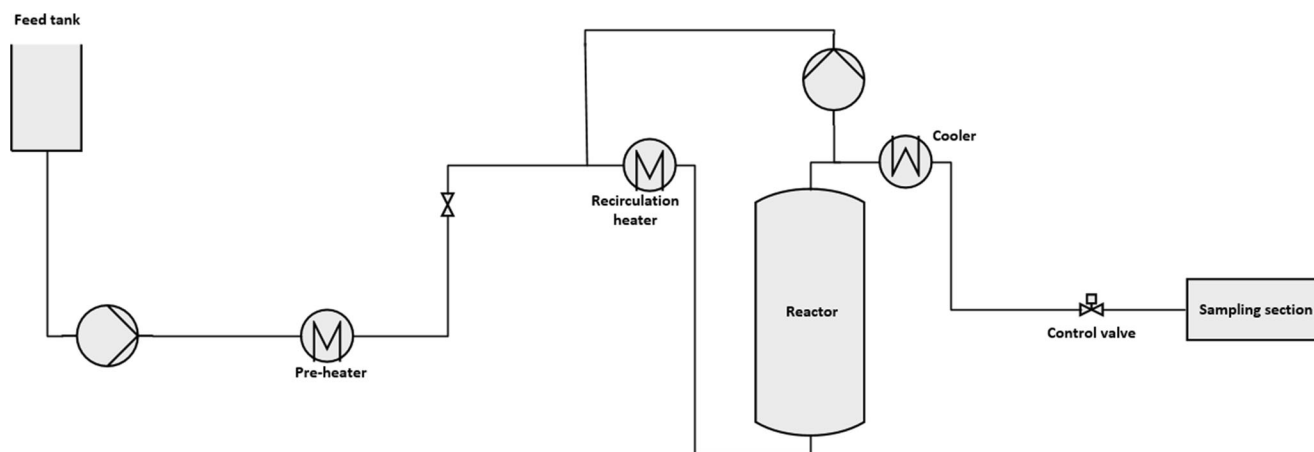 Feed tank
Cooler
Recirculation
heater
Reactor
Sampling section
Control valve
Pre-heater